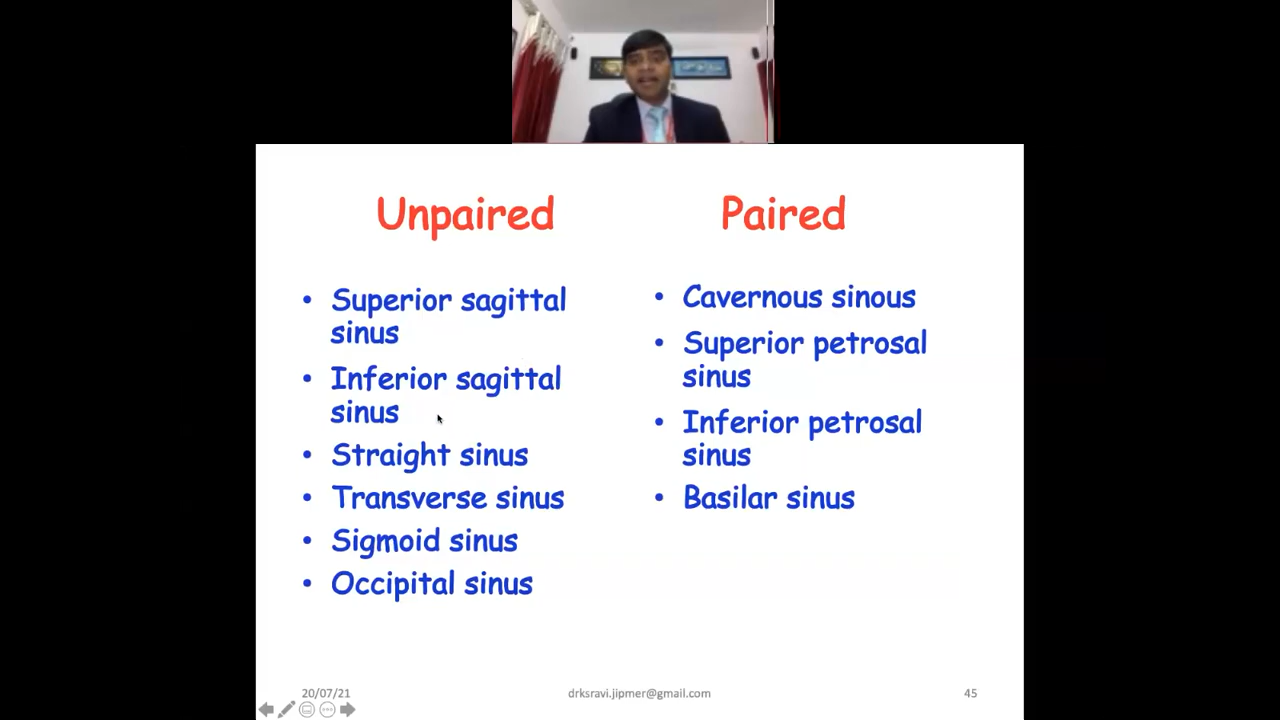 Unpaired
Paired
• Superior sagittal
sinus
• Inferior sagittal
sinus
• Straight sinus
• Transverse sinus
• Sigmoid sinus
• Occipital sinus
• Cavernous sinous
• Superior petrosal
sinus
• Inferior petrosal
sinus
• Basilar sinus
20/07/21
drksravi.jipmer@gmail.com
45